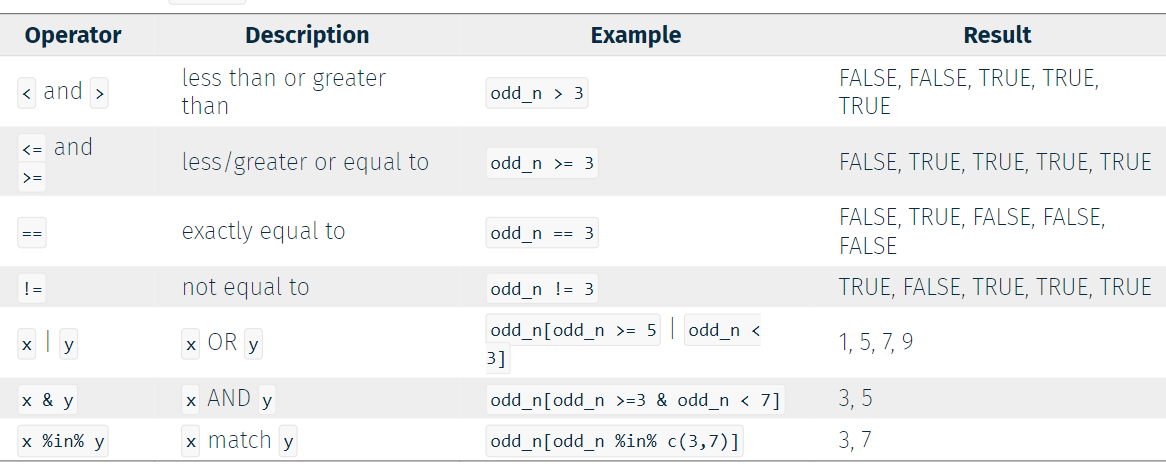 Operator Description Example Result
< and > less than or greater than odd_n > 3 FALSE, FALSE, TRUE, TRUE, TRUE
<= and >= less/greater or equal to odd_n >= 3 FALSE, TRUE, TRUE, TRUE, TRUE
== exactly equal to odd_n == 3 FALSE, TRUE, FALSE, FALSE, FALSE
!= not equal to odd_n != 3 TRUE, FALSE, TRUE, TRUE, TRUE
x | y x OR y odd_n[odd_n >= 5 | odd_n < 3] 1, 5, 7, 9
x & y x AND y odd_n[odd_n >=3 & odd_n < 7] 3, 5
x %in% y x match y odd_n[odd_n %in% c(3,7)] 3, 7